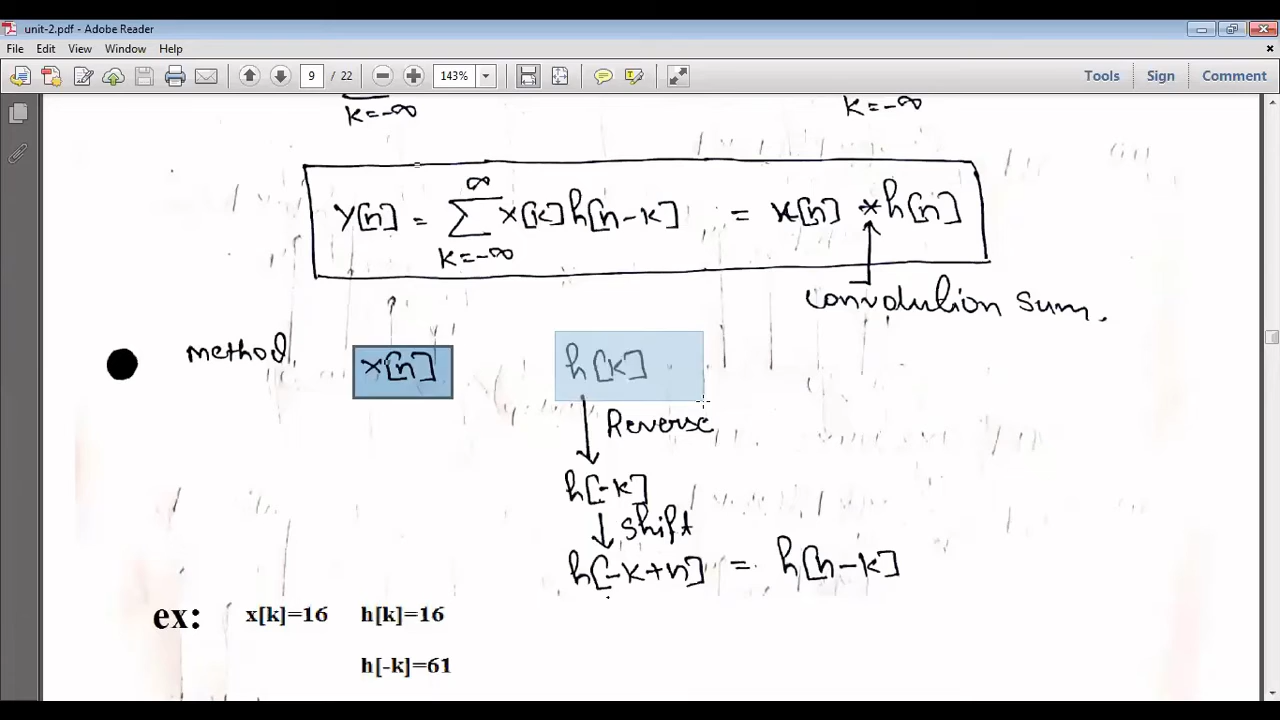 unit-2.pdf - Adobe Reader
File Edit View Window Help
9 / 22 143% Tools Sign Comment
k=-∞ k=-∞
∞
y[n] = ∑ x[k] h[n-k] = x[n] * h[n]
k=-∞
convolution sum.
method x[n] h[k]
Reverse
h[-k]
shift
h[-k+n] = h[n-k]
ex: x[k]=16 h[k]=16
h[-k]=61